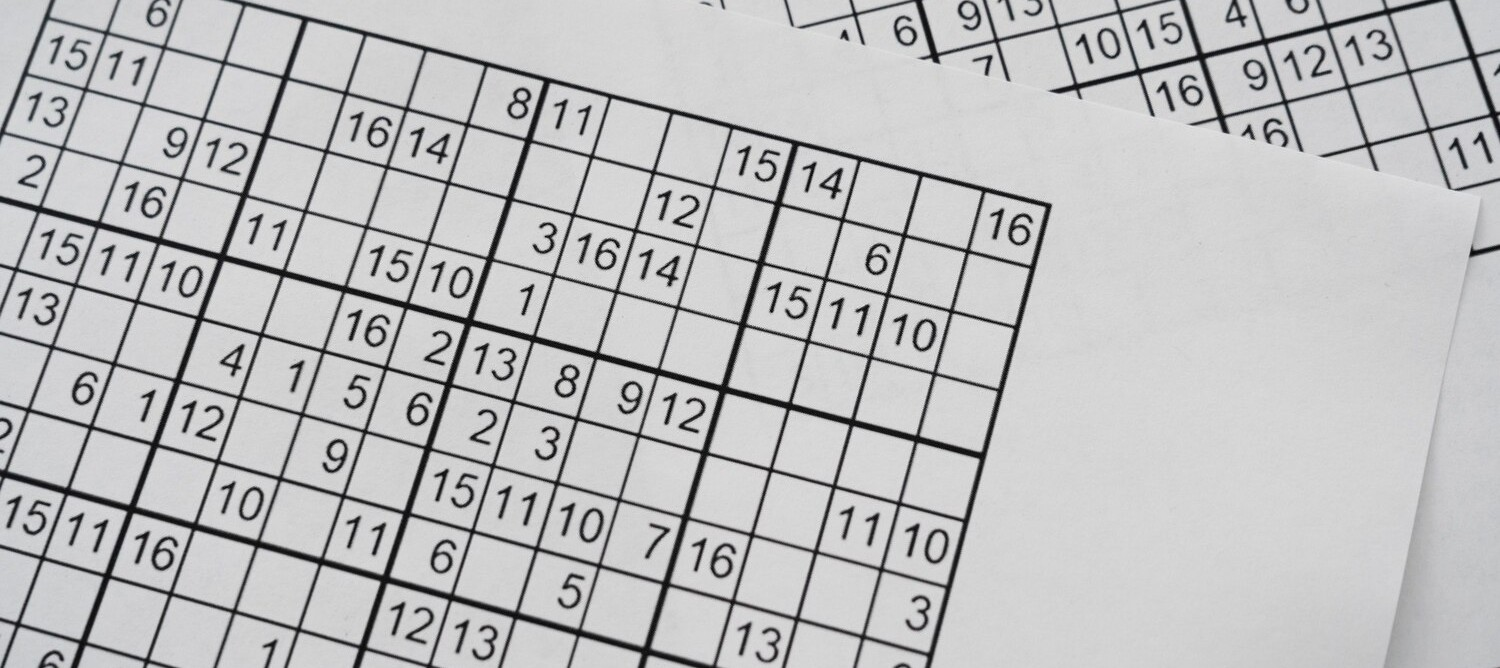 6 8 11 15 14 16
15 11 16 14 12 6
13 9 12 3 16 14 15 11 10
2 16 11 15 10 1
15 11 10 16 2 13 8 9 12
13 4 1 5 6 2 3 11 10
6 1 12 9 15 11 10 7 16 3
10 11 6 5 13
15 11 16 12 13
1
6 9 13
7 10 15 4 6
16 9 12 13
16
11